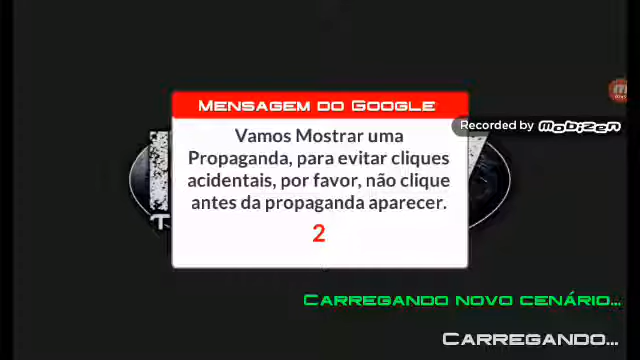 Mensagem do Google
Recorded by mobizen
Vamos Mostrar uma
Propaganda, para evitar cliques
acidentais, por favor, não clique
antes da propaganda aparecer.
2
Carregando novo cenário...
Carregando...